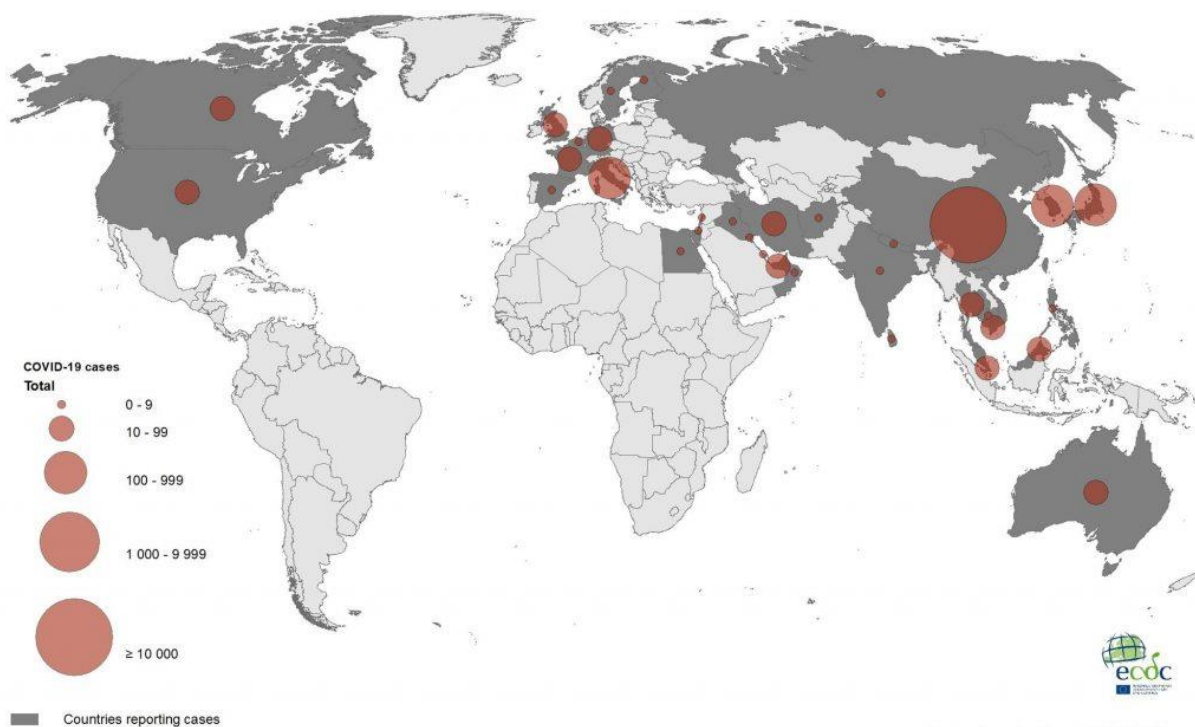 COVID-19 cases
Total
0 - 9
10 - 99
100 - 999
1 000 - 9 999
≥ 10 000
Countries reporting cases
ecdc